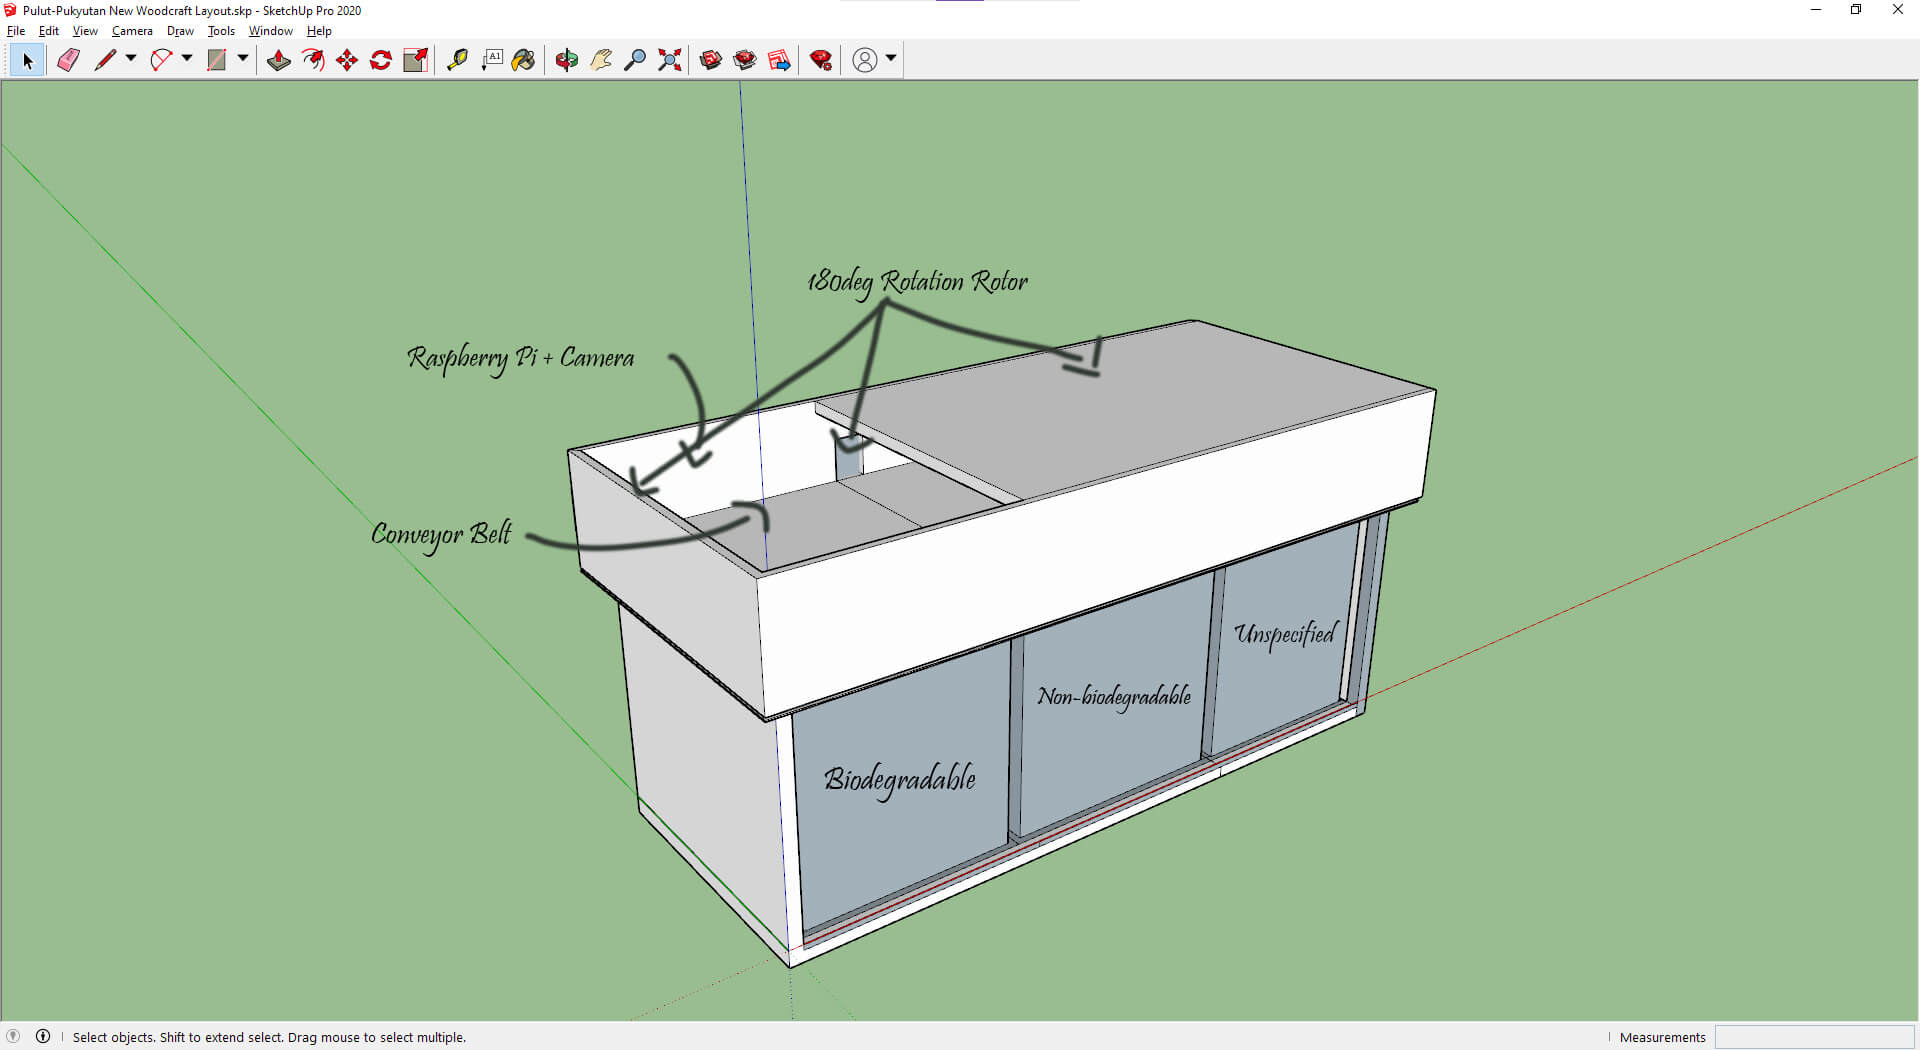 Pulut-Pukyutan New Woodcraft Layout.skp - SketchUp Pro 2020
File Edit View Camera Draw Tools Window Help
A1
180deg Rotation Rotor
Raspberry Pi + Camera
Conveyor Belt
Unspecified
Non-biodegradable
Biodegradable
Select objects. Shift to extend select. Drag mouse to select multiple.
Measurements